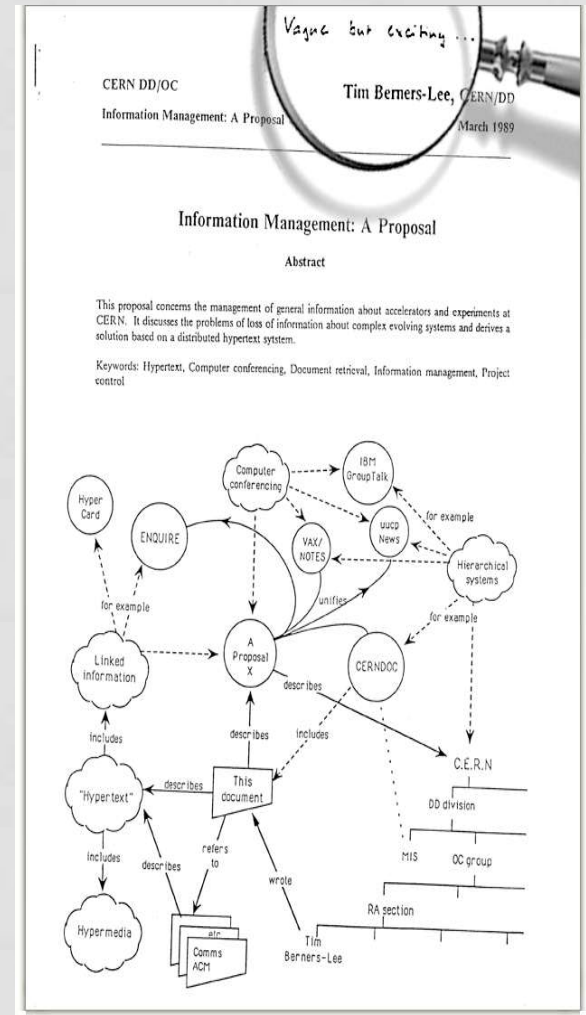 Vague but exciting ...
CERN DD/OC
Tim Berners-Lee, CERN/DD
Information Management: A Proposal
March 1989
Information Management: A Proposal
Abstract
This proposal concerns the management of general information about accelerators and experiments at
CERN. It discusses the problems of loss of information about complex evolving systems and derives a
solution based on a distributed hypertext sytstem.
Keywords: Hypertext, Computer conferencing, Document retrieval, Information management, Project
control
IBM
GroupTalk
Computer
conferencing
Hyper
Card
for example
uucp
News
ENQUIRE
VAX/
NOTES
Hierarchical
systems
unifies
for example
for example
A
Proposal
X
Linked
information
CERNDOC
describes
includes
describes
includes
C.E.R.N
This
document
describes
"Hypertext"
DD division
refers
to
includes
describes
MIS
OC group
wrote
RA section
Hypermedia
etc
Tim
Berners-Lee
Comms
ACM